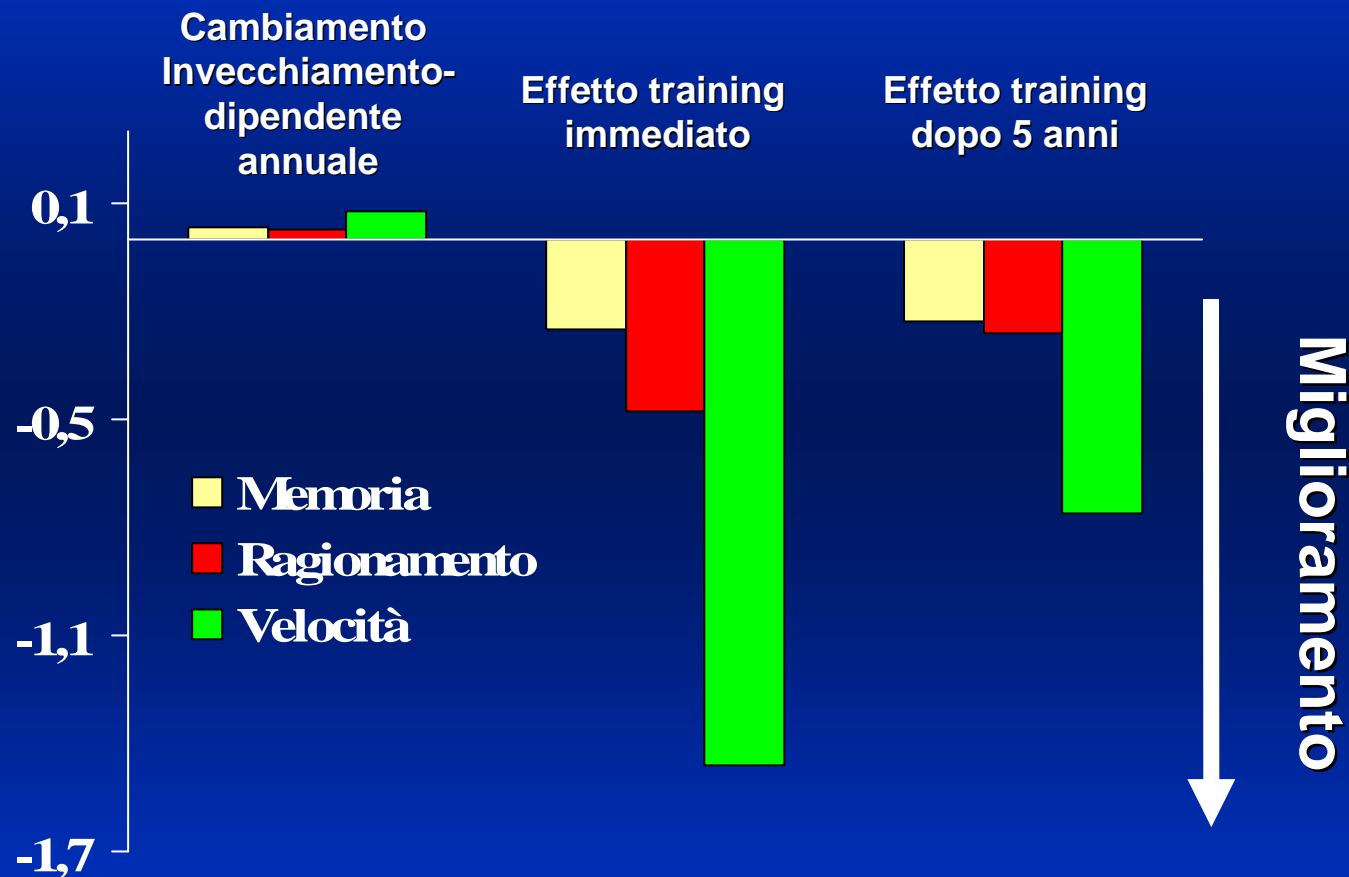 Cambiamento
Invecchiamento-
dipendente
annuale
Effetto training
immediato
Effetto training
dopo 5 anni
0,1
-0,5
-1,1
-1,7
Memoria
Ragionamento
Velocità
Miglioramento